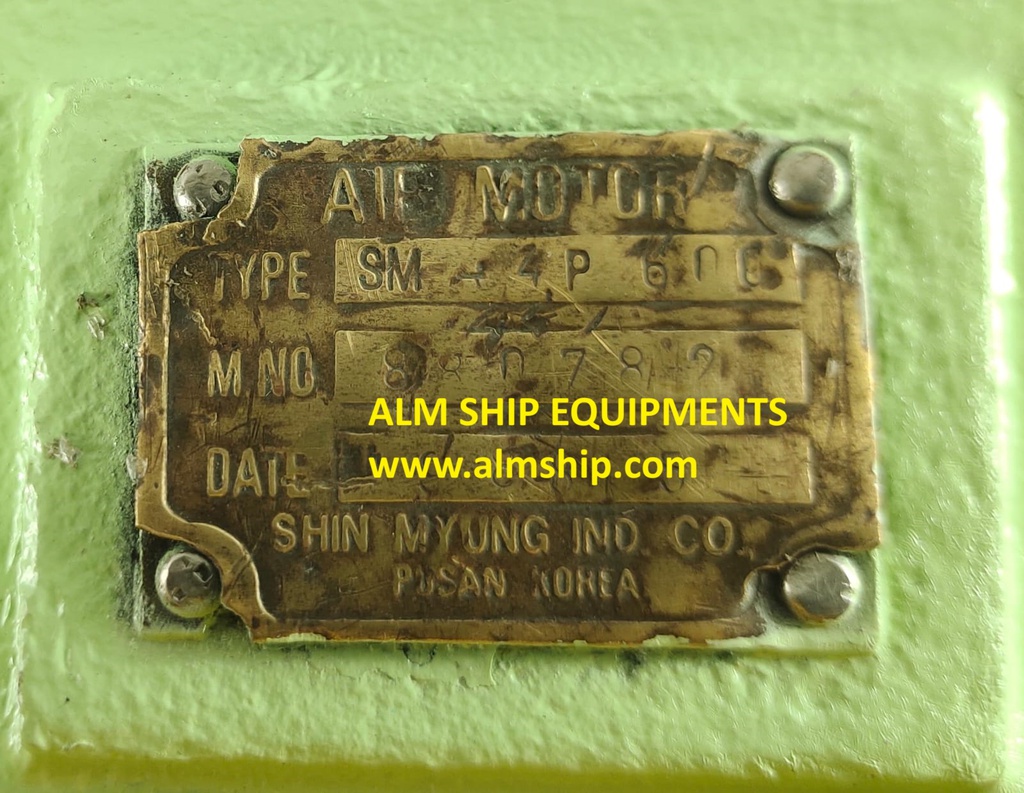 AIR MOTOR
TYPE SM-4P 600
M.NO. 880782
ALM SHIP EQUIPMENTS
DATE
www.almship.com
SHIN MYUNG IND. CO.,
PUSAN KOREA.